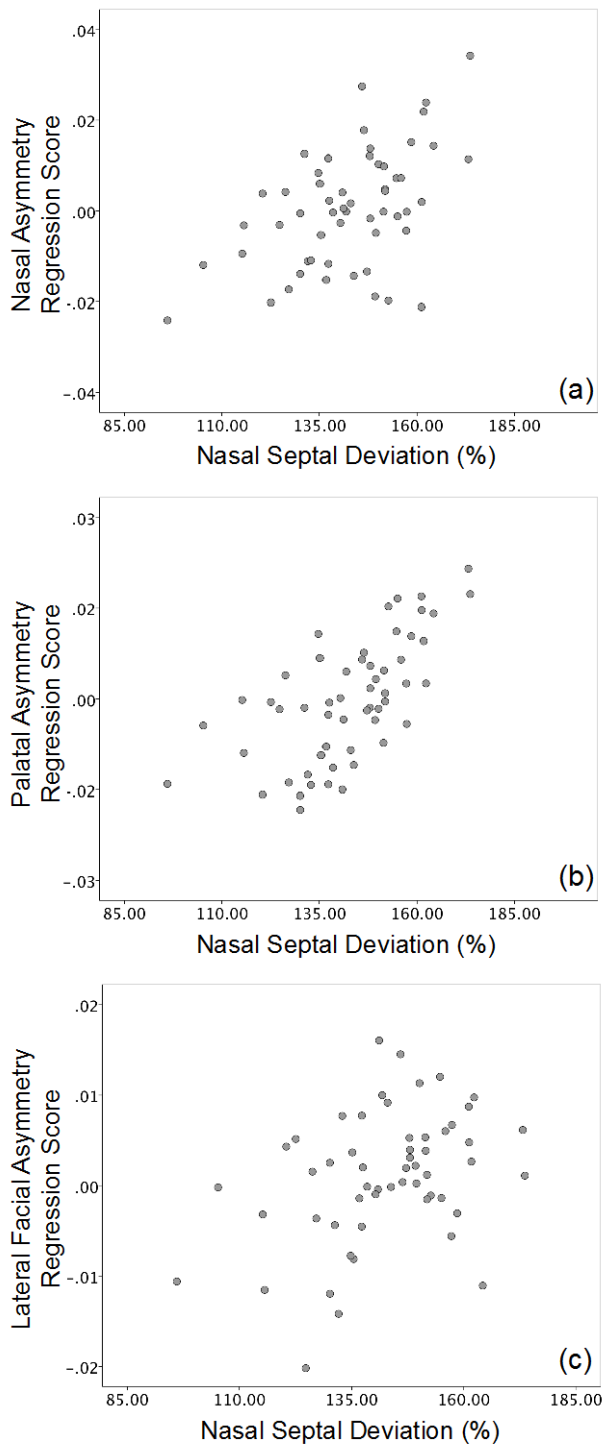 .04
.02
.00
-.02
-.04
Nasal Asymmetry
Regression Score
(a)
85.00 110.00 135.00 160.00 185.00
Nasal Septal Deviation (%)
.03
.02
.00
-.02
-.03
Palatal Asymmetry
Regression Score
(b)
85.00 110.00 135.00 160.00 185.00
Nasal Septal Deviation (%)
.02
.01
.00
-.01
-.02
Lateral Facial Asymmetry
Regression Score
(c)
85.00 110.00 135.00 160.00 185.00
Nasal Septal Deviation (%)